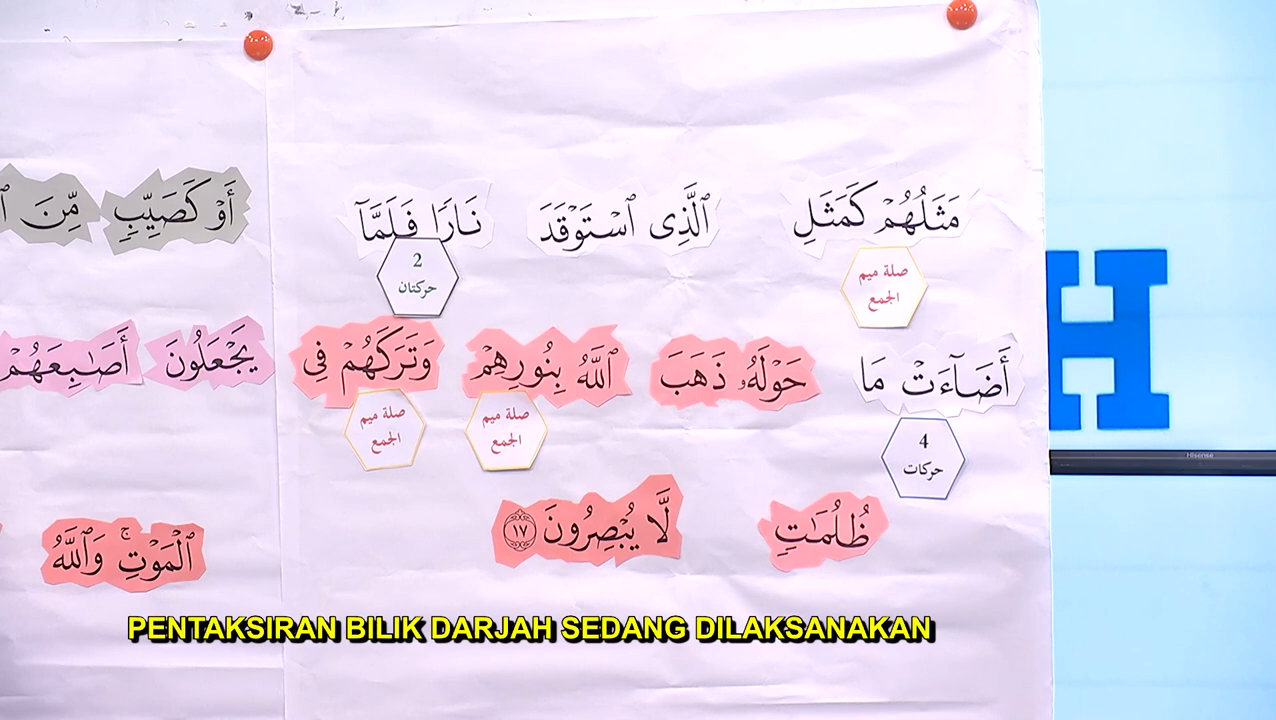 مَثَلُهُمْ كَمَثَلِ ٱلَّذِى ٱسْتَوْقَدَ نَارًا فَلَمَّآ
صلة ميم
الجمع
2
حركتان
أَضَآءَتْ مَا حَوْلَهُۥ ذَهَبَ ٱللَّهُ بِنُورِهِمْ وَتَرَكَهُمْ فِى
4
حركات
صلة ميم
الجمع
صلة ميم
الجمع
ظُلُمَـٰتٍ لَّا يُبْصِرُونَ ١٧
أَوْ كَصَيِّبٍ مِّنَ
يَجْعَلُونَ أَصَـٰبِعَهُمْ
ٱلْمَوْتِ ۚ وَٱللَّهُ
H
Hisense
PENTAKSIRAN BILIK DARJAH SEDANG DILAKSANAKAN